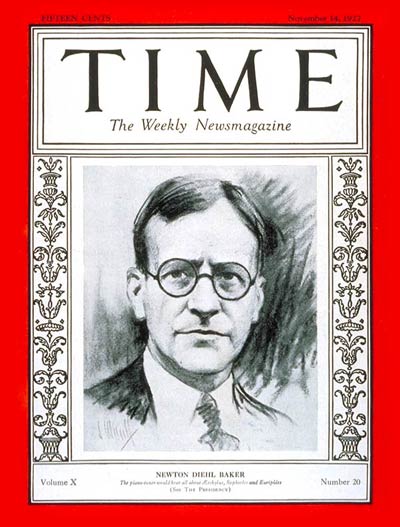 FIFTEEN CENTS November 14, 1927
TIME
The Weekly Newsmagazine
NEWTON DIEHL BAKER
The piano-tuner would hear all about Æschylus, Sophocles and Euripides
(See THE PRESIDENCY)
Volume X Number 20